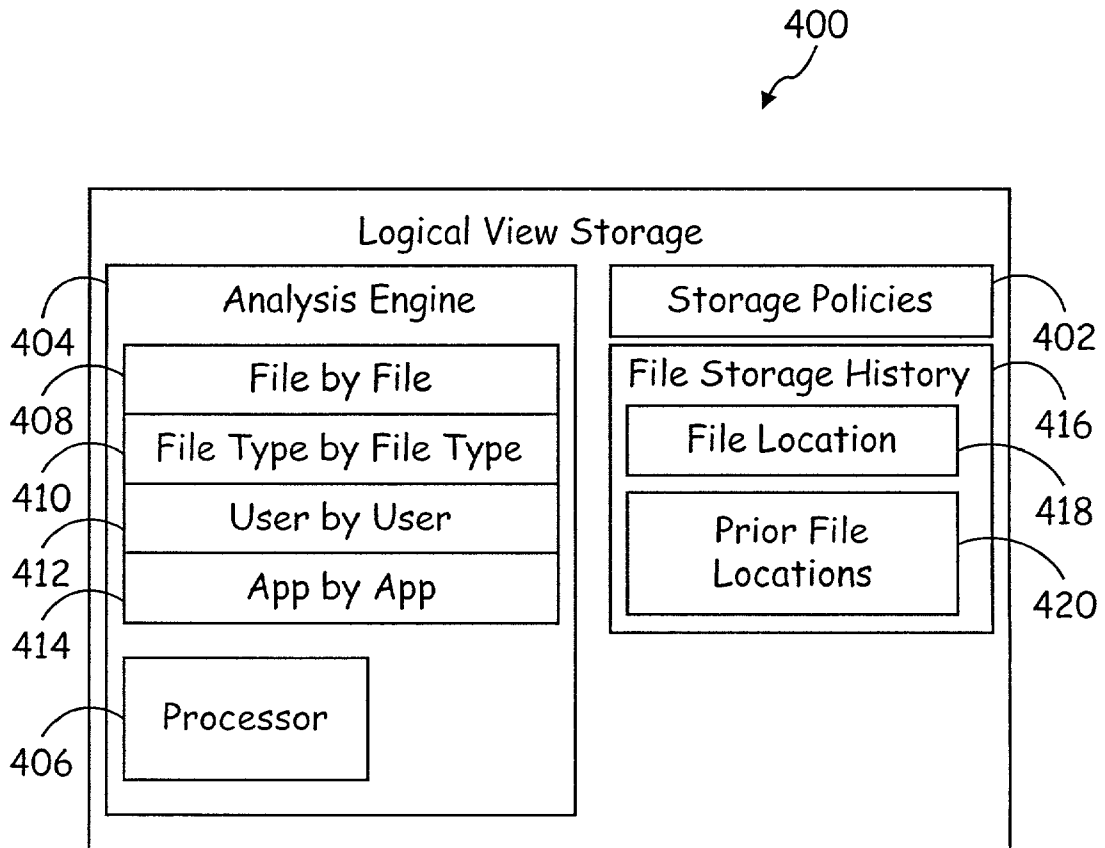 400
Logical View Storage
Analysis Engine
404
File by File
408
File Type by File Type
410
User by User
412
App by App
414
Processor
406
Storage Policies
402
File Storage History
416
File Location
418
Prior File
Locations
420